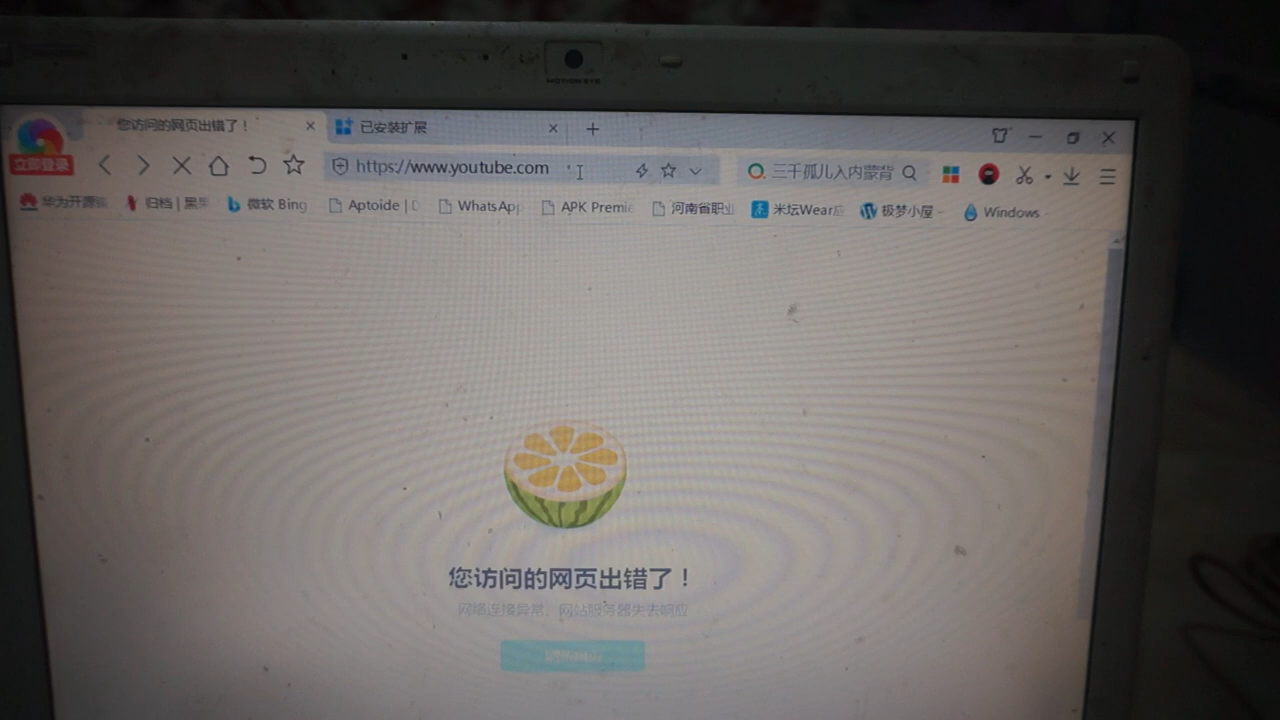 MOTION EYE
您访问的网页出错了！
已安装扩展
立即登录
https://www.youtube.com
三千孤儿入内蒙背
华为开源
归档 | 黑
微软 Bing
Aptoide |
WhatsApp
APK Premi
河南省职业
米坛Wear应
极梦小屋 -
Windows
您访问的网页出错了！
网络连接异常、网站服务器失去响应